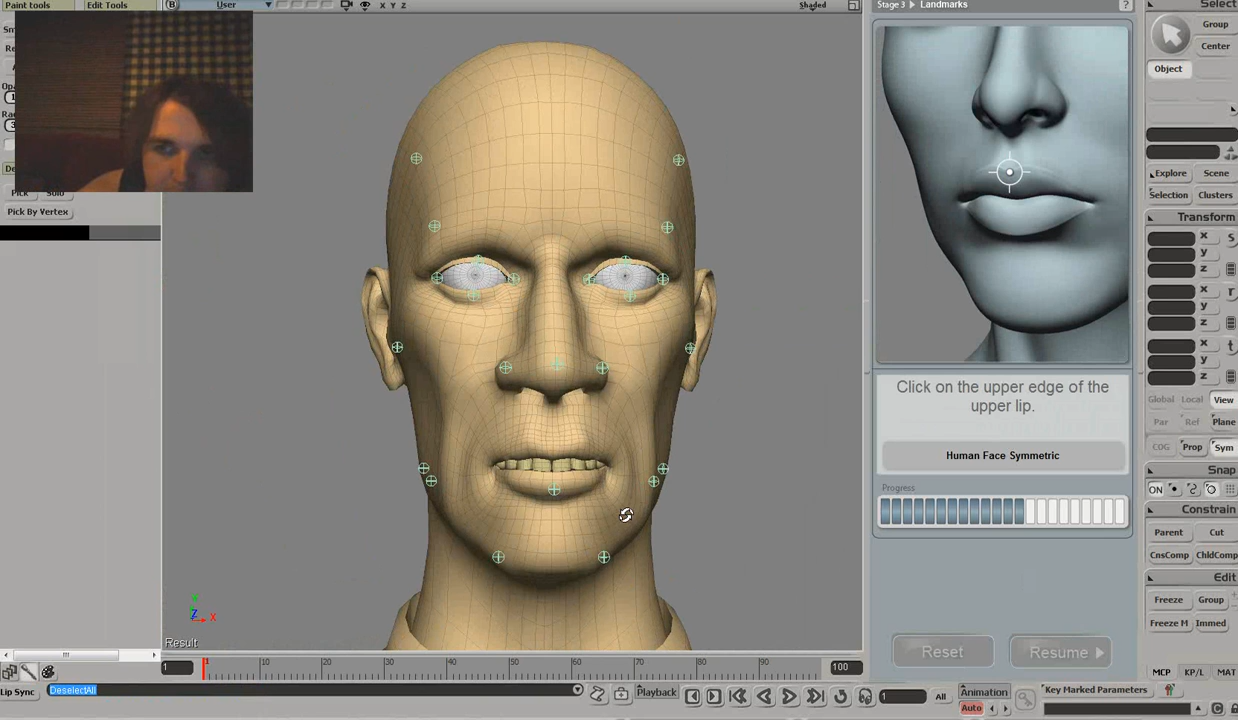 Paint tools
Edit Tools
B
User
X Y Z
Shaded
Stage 3
Landmarks
?
Select
Group
Center
Object
Explore
Scene
Selection
Clusters
Transform
x
S
y
z
x
r
y
z
x
t
y
z
Global
Local
View
Par
Ref
Plane
COG
Prop
Sym
Snap
ON
Constrain
Parent
Cut
CnsComp
ChldComp
Edit
Freeze
Group
Freeze M
Immed
Click on the upper edge of the
upper lip.
Human Face Symmetric
Progress
Reset
Resume
Pick
Solo
Pick By Vertex
Y
Z
X
Result
1
1
10
20
30
40
50
60
70
80
90
100
MCP
KP/L
MAT
Lip Sync
DeselectAll
Playback
1
All
Animation
Auto
Key Marked Parameters
C